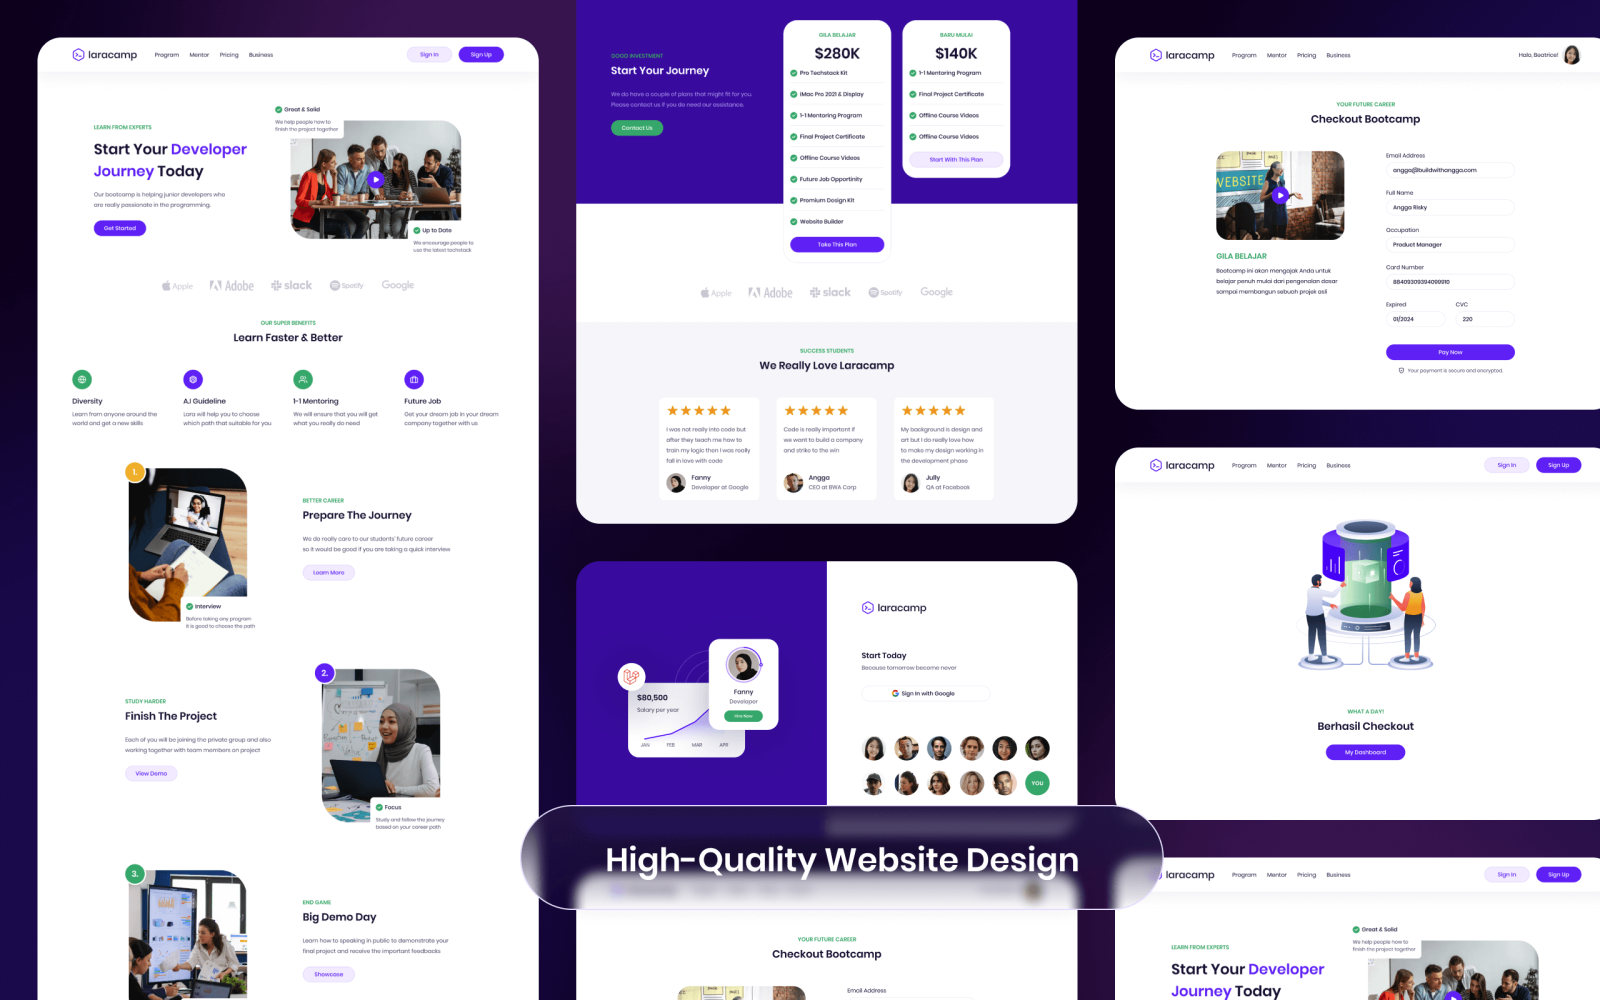 laracamp
Program Mentor Pricing Business
Sign In Sign Up
Great & Solid
We help people how to
finish the project together
LEARN FROM EXPERTS
Start Your Developer
Journey Today
Our bootcamp is helping junior developers who
are really passionate in the programming.
Get Started
Up to Date
We encourage people to
use the latest techstack
Apple Adobe slack Spotify Google
OUR SUPER BENEFITS
Learn Faster & Better
Diversity
Learn from anyone around the
world and get a new skills
A.I Guideline
Lara will help you to choose
which path that suitable for you
1-1 Mentoring
We will ensure that you will get
what you really do need
Future Job
Get your dream job in your dream
company together with us
1.
Interview
Before taking any program
it is good to choose the path
BETTER CAREER
Prepare The Journey
We do really care to our students' future career
so it would be good if you are taking a quick interview
Learn More
STUDY HARDER
Finish The Project
Each of you will be joining the private group and also
working together with team members on project
View Demo
2.
Focus
Study and follow the journey
based on your career path
3.
END GAME
Big Demo Day
Learn how to speaking in public to demonstrate your
final project and receive the important feedbacks
Showcase
GOOD INVESTMENT
Start Your Journey
We do have a couple of plans that might fit for you.
Please contact us if you do need our assistance.
Contact Us
GILA BELAJAR
$280K
Pro Techstack Kit
iMac Pro 2021 & Display
1-1 Mentoring Program
Final Project Certificate
Offline Course Videos
Future Job Opportinity
Premium Design Kit
Website Builder
Take This Plan
BARU MULAI
$140K
1-1 Mentoring Program
Final Project Certificate
Offline Course Videos
Offline Course Videos
Start With This Plan
Apple Adobe slack Spotify Google
SUCCESS STUDENTS
We Really Love Laracamp
I was not really into code but
after they teach me how to
train my logic then I was really
fall in love with code
Fanny
Developer at Google
Code is really important if
we want to build a company
and strike to the win
Angga
CEO at BWA Corp
My background is design and
art but I do really love how
to make my design working in
the development phase
Jully
QA at Facebook
$80,500
Salary per year
JAN FEB MAR APR
Fanny
Developer
Hire Now
laracamp
Start Today
Because tomorrow become never
Sign In with Google
YOU
High-Quality Website Design
YOUR FUTURE CAREER
Checkout Bootcamp
Email Address
laracamp
Program Mentor Pricing Business
Halo, Beatrice!
YOUR FUTURE CAREER
Checkout Bootcamp
WEBSITE
GILA BELAJAR
Bootcamp ini akan mengajak Anda untuk
belajar penuh mulai dari pengenalan dasar
sampai membangun sebuah projek asli
Email Address
angga@buildwithangga.com
Full Name
Angga Risky
Occupation
Product Manager
Card Number
88409309394099910
Expired CVC
01/2024 220
Pay Now
Your payment is secure and encrypted.
laracamp
Program Mentor Pricing Business
Sign In Sign Up
WHAT A DAY!
Berhasil Checkout
My Dashboard
laracamp
Program Mentor Pricing Business
Sign In Sign Up
Great & Solid
We help people how to
finish the project together
LEARN FROM EXPERTS
Start Your Developer
Journey Today